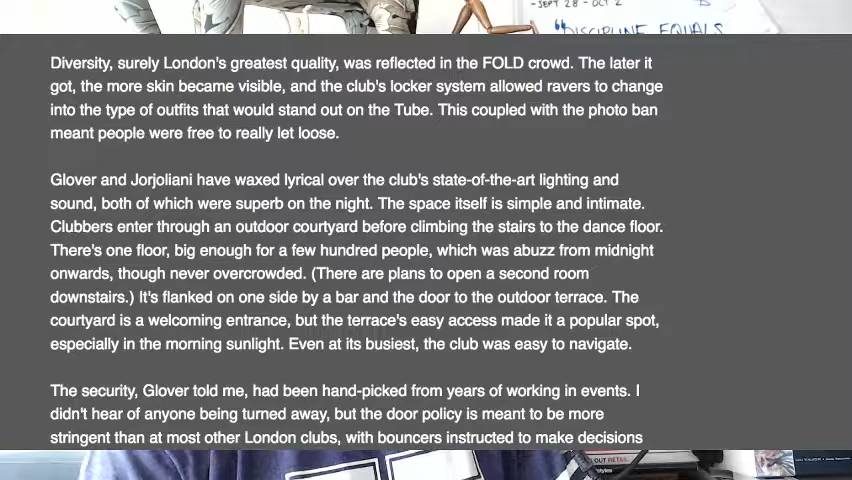 - SEPT 28 - OCT 2
"DISCIPLINE EQUALS
Diversity, surely London's greatest quality, was reflected in the FOLD crowd. The later it
got, the more skin became visible, and the club's locker system allowed ravers to change
into the type of outfits that would stand out on the Tube. This coupled with the photo ban
meant people were free to really let loose.
Glover and Jorjoliani have waxed lyrical over the club's state-of-the-art lighting and
sound, both of which were superb on the night. The space itself is simple and intimate.
Clubbers enter through an outdoor courtyard before climbing the stairs to the dance floor.
There's one floor, big enough for a few hundred people, which was abuzz from midnight
onwards, though never overcrowded. (There are plans to open a second room
downstairs.) It's flanked on one side by a bar and the door to the outdoor terrace. The
courtyard is a welcoming entrance, but the terrace's easy access made it a popular spot,
especially in the morning sunlight. Even at its busiest, the club was easy to navigate.
The security, Glover told me, had been hand-picked from years of working in events. I
didn't hear of anyone being turned away, but the door policy is meant to be more
stringent than at most other London clubs, with bouncers instructed to make decisions
OUT RETAIL